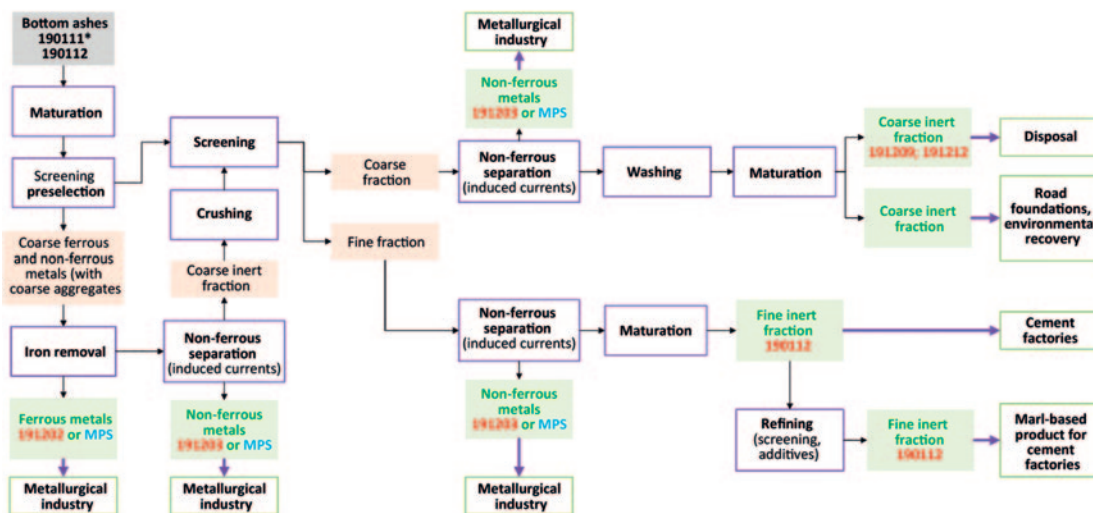 Bottom ashes
190111*
190112
Maturation
Screening
preselection
Coarse ferrous
and non-ferrous
metals (with
coarse aggregates
Iron removal
Ferrous metals
191202 or MPS
Metallurgical
industry
Screening
Crushing
Coarse inert
fraction
Non-ferrous
separation
(induced currents)
Non-ferrous
metals
191203 or MPS
Metallurgical
industry
Coarse
fraction
Fine fraction
Metallurgical
industry
Non-ferrous
metals
191203 or MPS
Non-ferrous
separation
(induced currents)
Washing
Maturation
Coarse inert
fraction
191209; 191212
Disposal
Coarse inert
fraction
Road
foundations,
environmental
recovery
Non-ferrous
separation
(induced currents)
Maturation
Fine inert
fraction
190112
Cement
factories
Non-ferrous
metals
191203 or MPS
Metallurgical
industry
Refining
(screening,
additives)
Fine inert
fraction
190112
Marl-based
product for
cement
factories